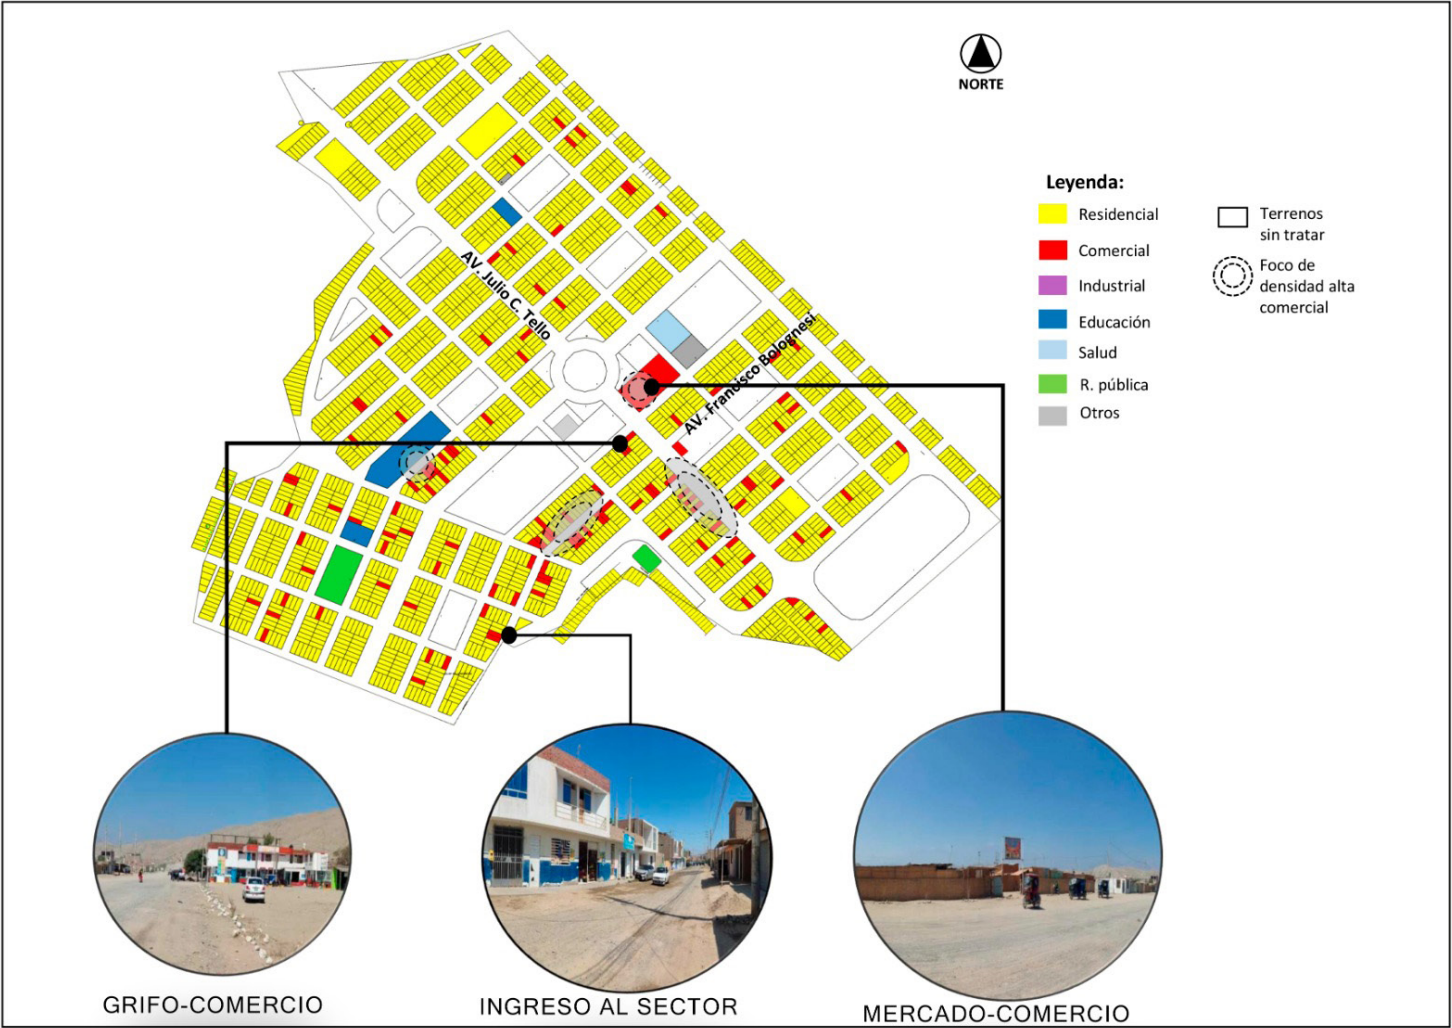 NORTE
Leyenda:
Residencial
Comercial
Industrial
Educación
Salud
R. pública
Otros
Terrenos
sin tratar
Foco de
densidad alta
comercial
AV. Julio C. Tello
AV. Francisco Bolognesi
GRIFO-COMERCIO
INGRESO AL SECTOR
MERCADO-COMERCIO